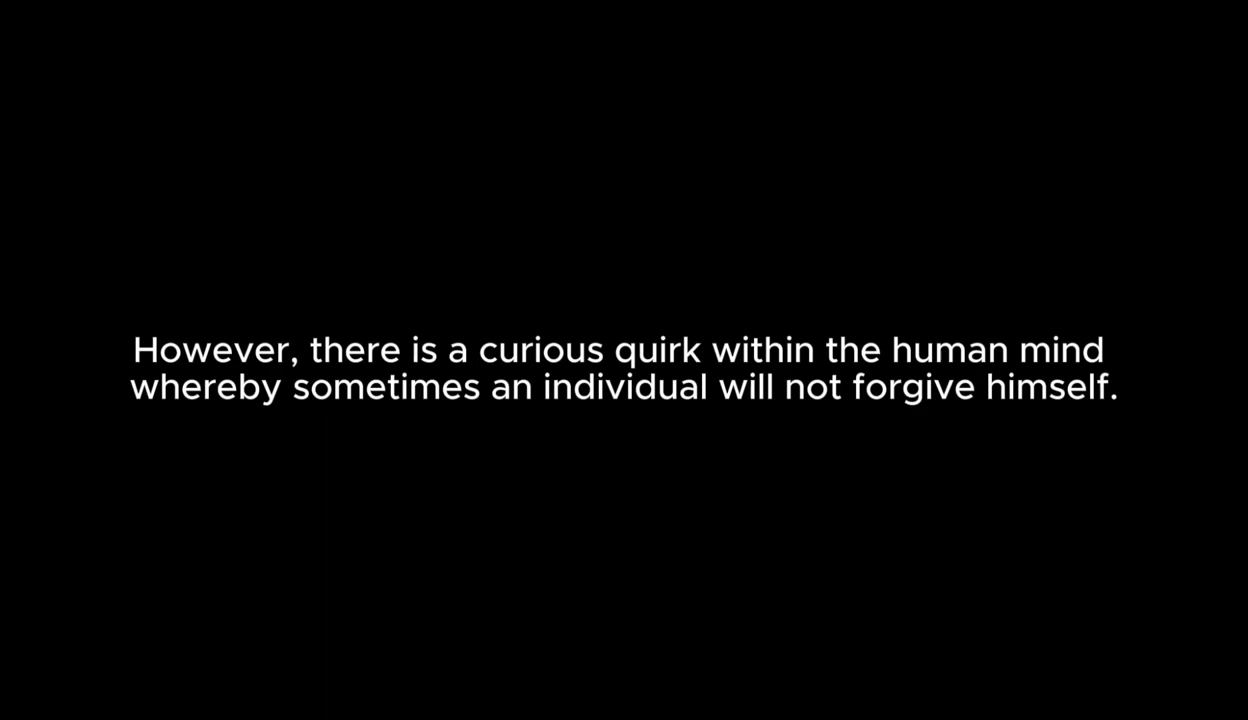 However, there is a curious quirk within the human mind
whereby sometimes an individual will not forgive himself.